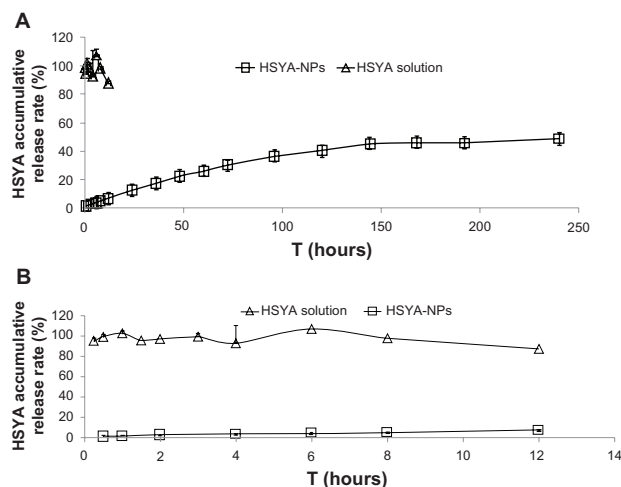 A
HSYA accumulative
release rate (%)
120
100
80
60
40
20
0
HSYA-NPs
HSYA solution
0
50
100
150
200
250
T (hours)
B
HSYA accumulative
release rate (%)
120
100
80
60
40
20
0
HSYA solution
HSYA-NPs
0
2
4
6
8
10
12
14
T (hours)